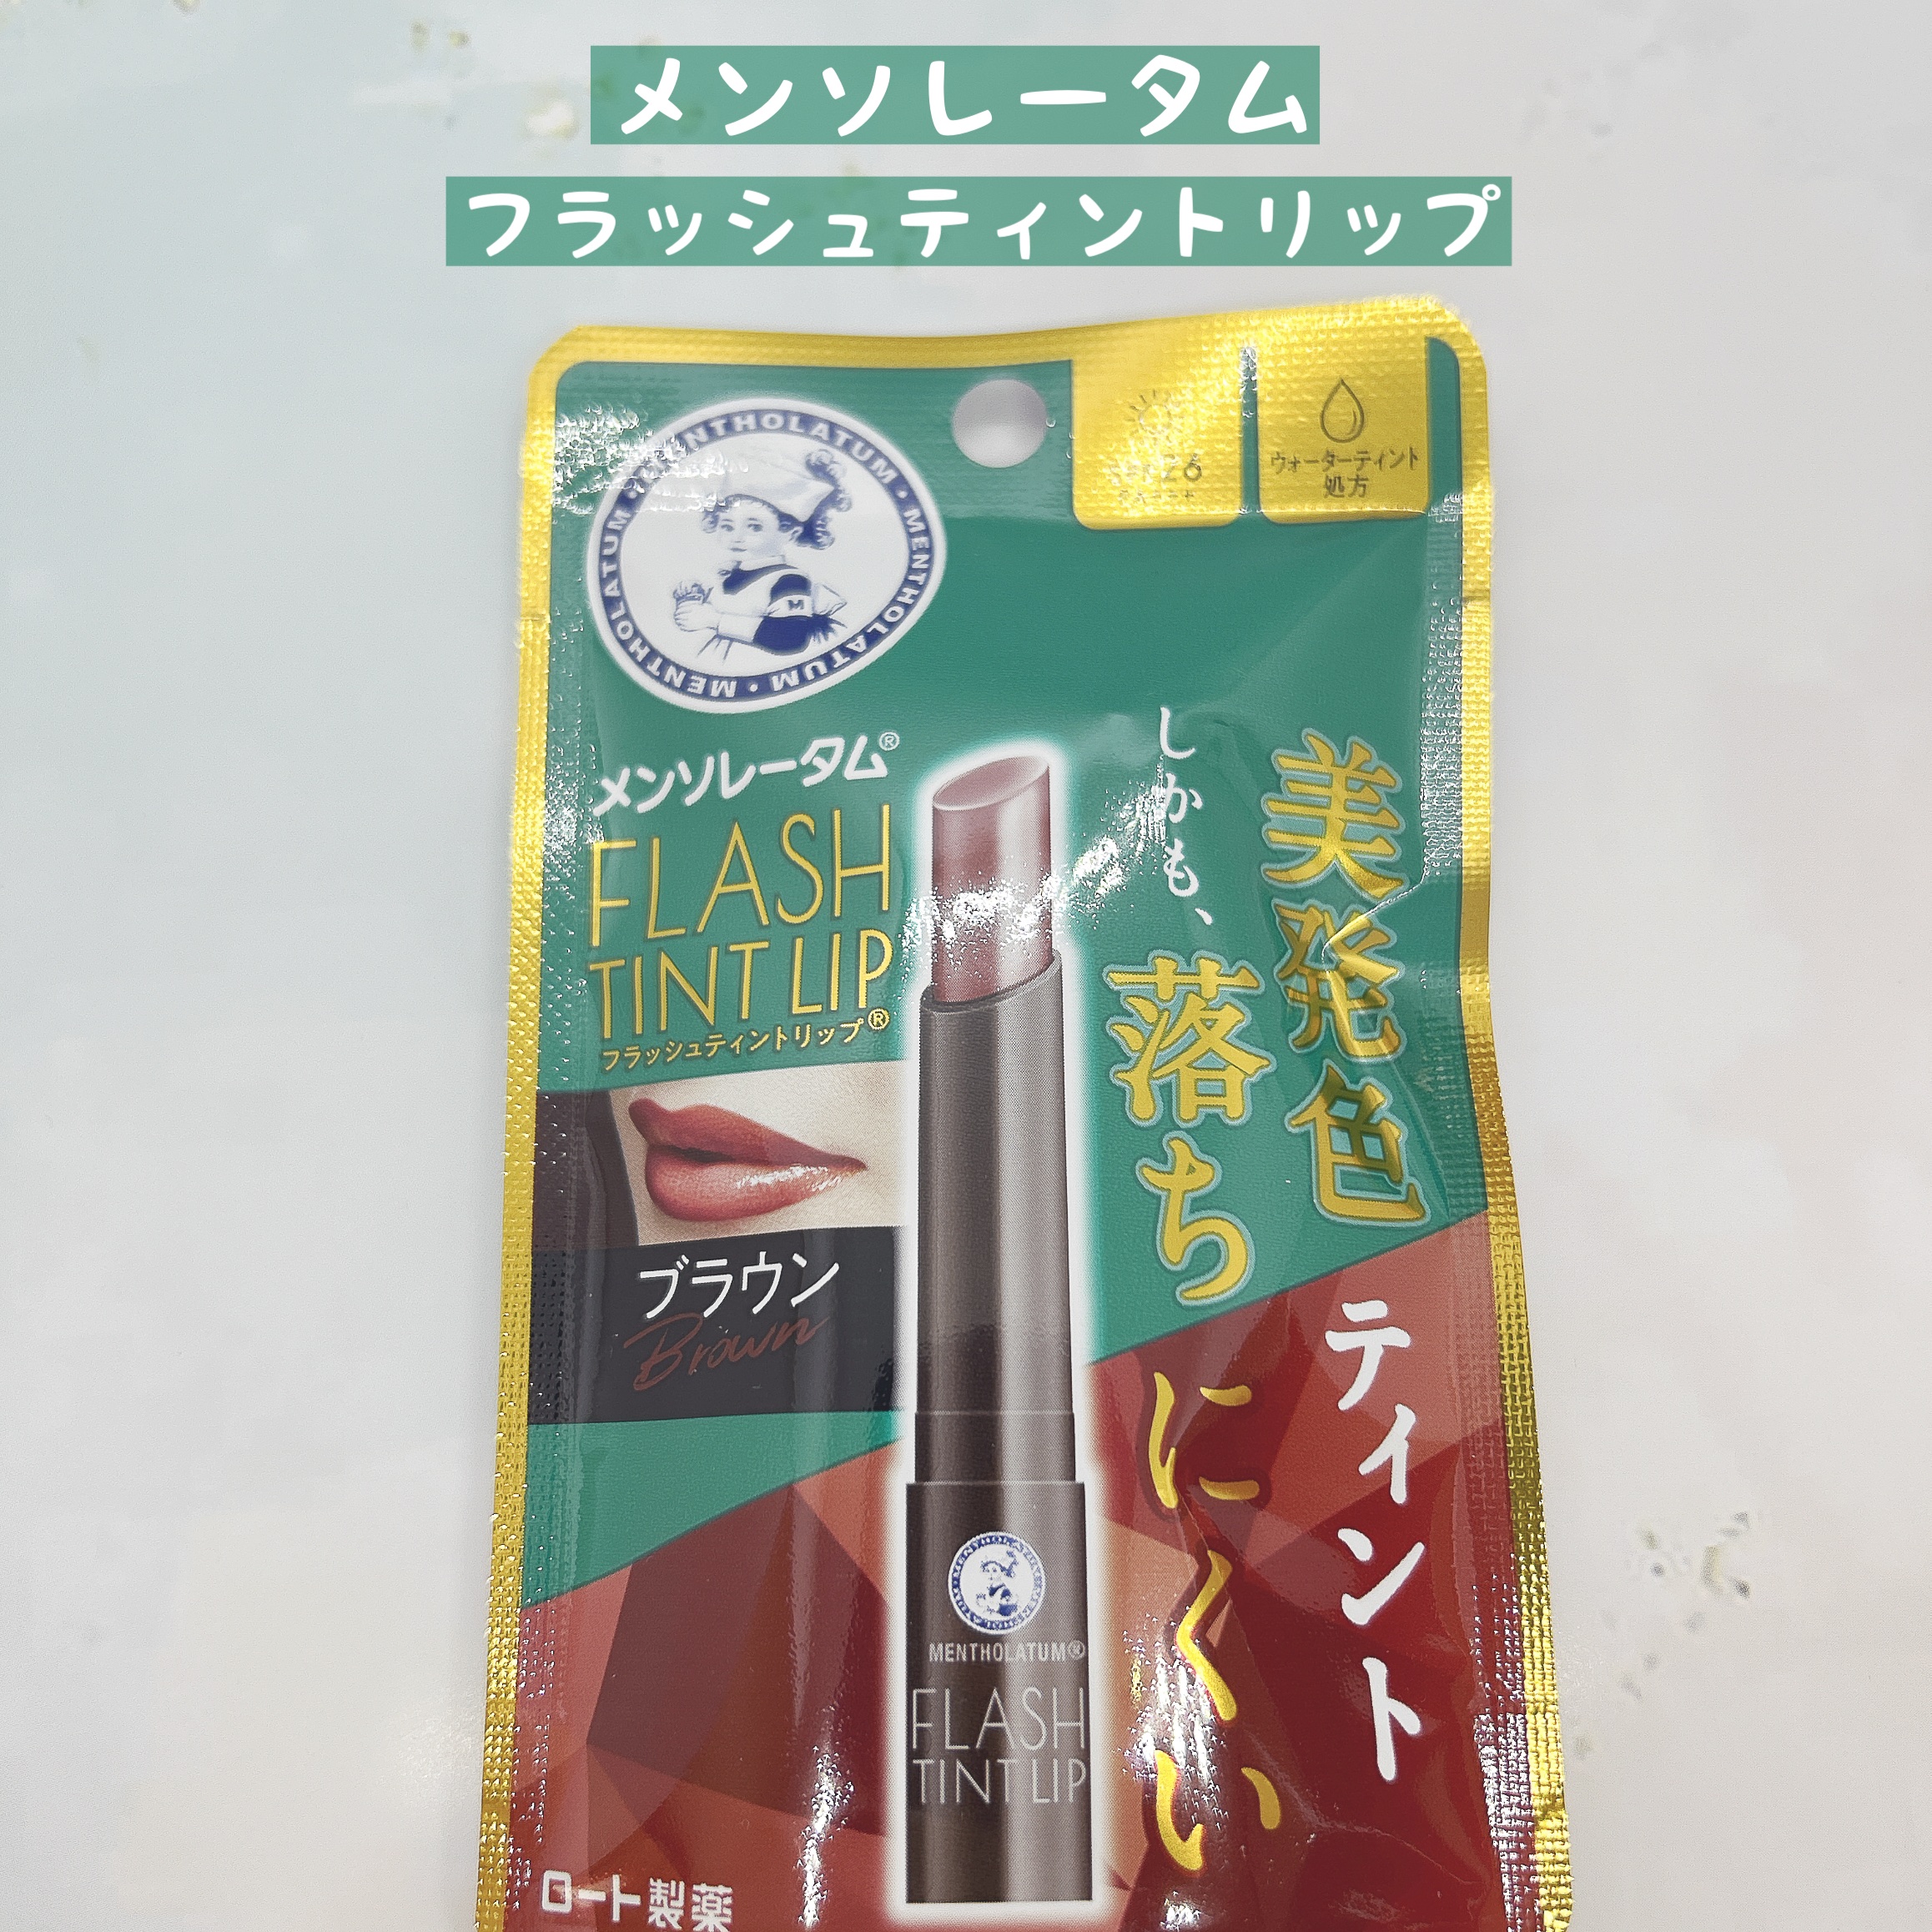 メンソレータム
フラッシュティントリップ
MENTHOLATUM・MENTHOLATUM・MENTHOLATUM・MENTHOLATUM・
M
26
ウォーターティント
処方
メンソレータム®
FLASH
TINT LIP
フラッシュティントリップ®
ブラウン
Brown
美発色ティント
しかも、落ちにくい
MENTHOLATUM®
FLASH
TINT LIP
ロート製薬